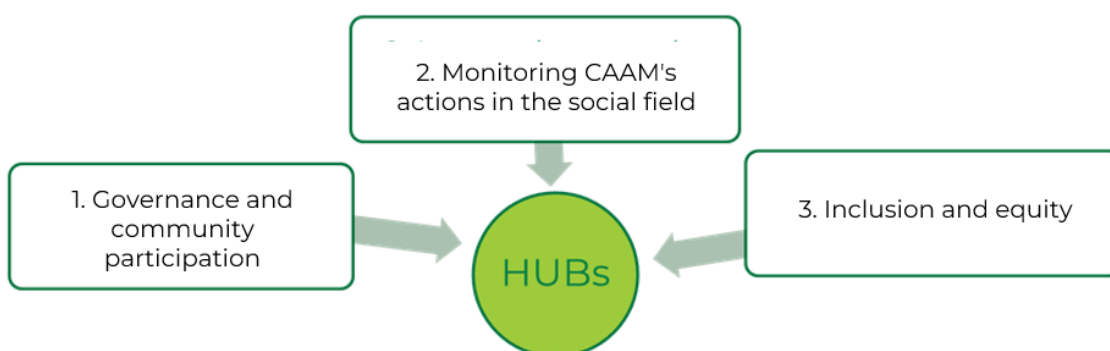 2. Monitoring CAAM's
actions in the social field
1. Governance and
community
participation
3. Inclusion and equity
HUBs